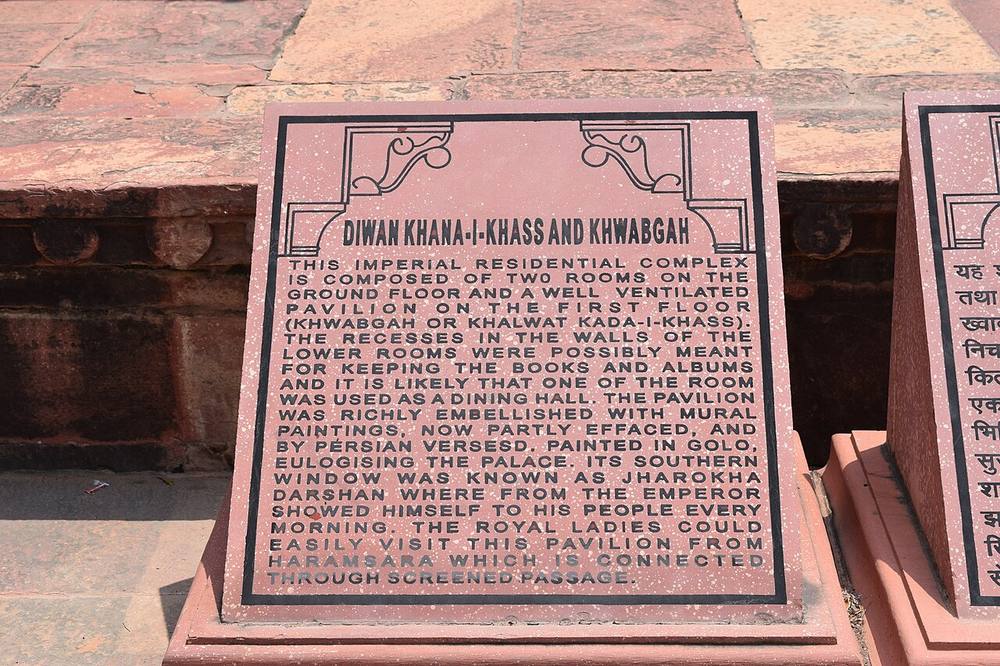 DIWAN KHANA-I-KHASS AND KHWABGAH
THIS IMPERIAL RESIDENTIAL COMPLEX
IS COMPOSED OF TWO ROOMS ON THE
GROUND FLOOR AND A WELL VENTILATED
PAVILION ON THE FIRST FLOOR
(KHWABGAH OR KHALWAT KADA-I-KHASS).
THE RECESSES IN THE WALLS OF THE
LOWER ROOMS WERE POSSIBLY MEANT
FOR KEEPING THE BOOKS AND ALBUMS
AND IT IS LIKELY THAT ONE OF THE ROOM
WAS USED AS A DINING HALL. THE PAVILION
WAS RICHLY EMBELLISHED WITH MURAL
PAINTINGS, NOW PARTLY EFFACED, AND
BY PERSIAN VERSESD, PAINTED IN GOLO,
EULOGISING THE PALACE. ITS SOUTHERN
WINDOW WAS KNOWN AS JHAROKHA
DARSHAN WHERE FROM THE EMPEROR
SHOWED HIMSELF TO HIS PEOPLE EVERY
MORNING. THE ROYAL LADIES COULD
EASILY VISIT THIS PAVILION FROM
HARAMSARA WHICH IS CONNECTED
THROUGH SCREENED PASSAGE.
यह
तथा